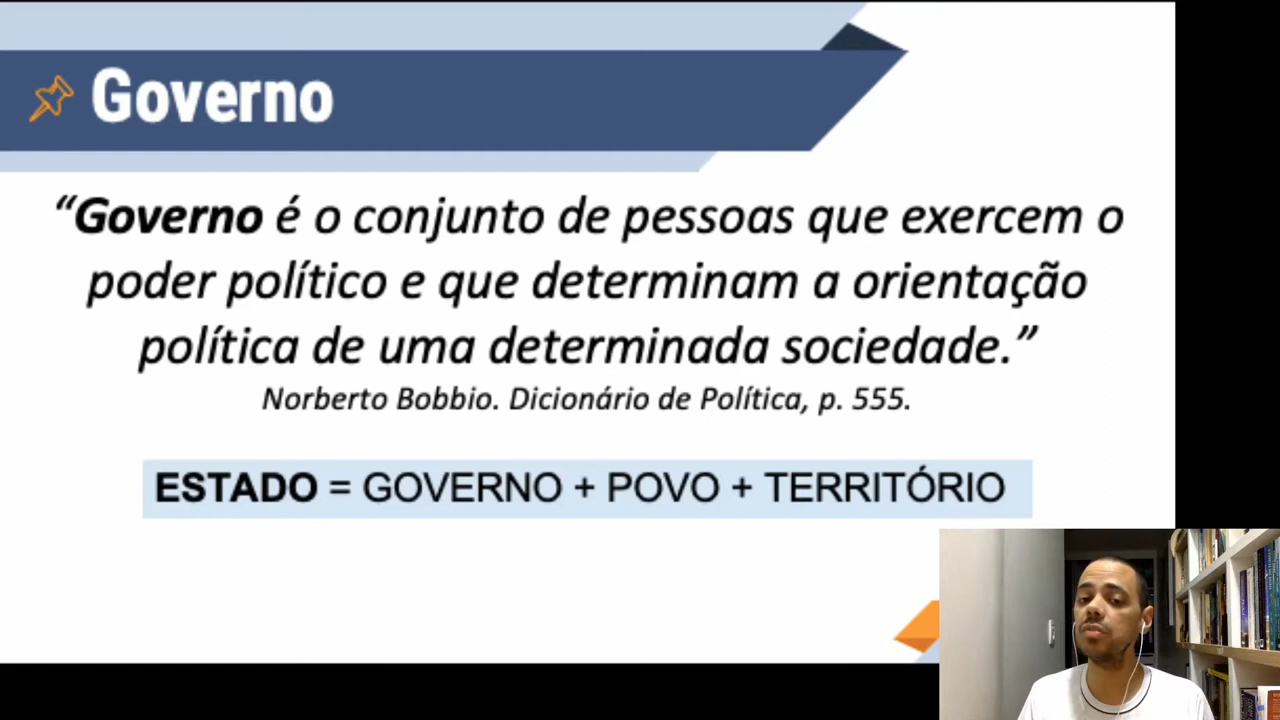 Governo
“Governo é o conjunto de pessoas que exercem o
poder político e que determinam a orientação
política de uma determinada sociedade.”
Norberto Bobbio. Dicionário de Política, p. 555.
ESTADO = GOVERNO + POVO + TERRITÓRIO